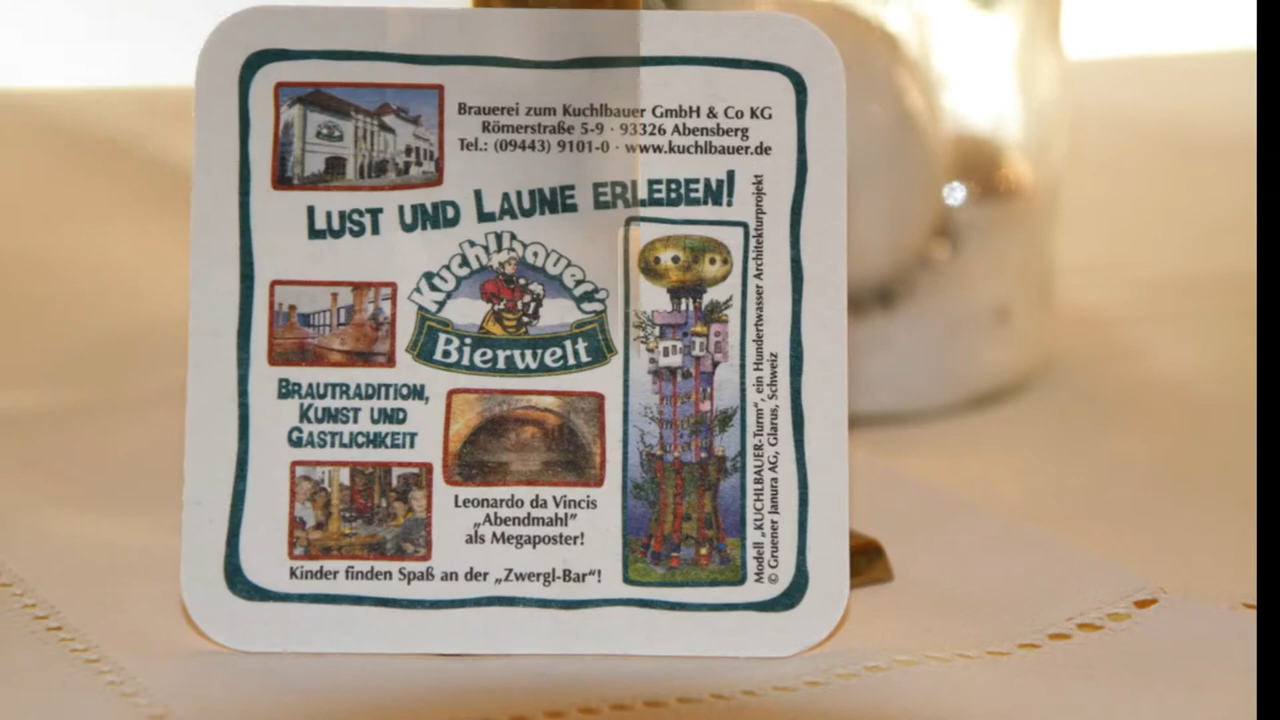 Brauerei zum Kuchlbauer GmbH & Co KG
Römerstraße 5-9 · 93326 Abensberg
Tel.: (09443) 9101-0 · www.kuchlbauer.de
LUST UND LAUNE ERLEBEN!
Kuchlbauer's
Bierwelt
BRAUTRADITION,
KUNST UND
GASTLICHKEIT
Leonardo da Vincis
„Abendmahl”
als Megaposter!
Kinder finden Spaß an der „Zwergl-Bar“!
Modell „KUCHLBAUER-Turm“, ein Hundertwasser Architekturprojekt
© Gruener Janura AG, Glarus, Schweiz